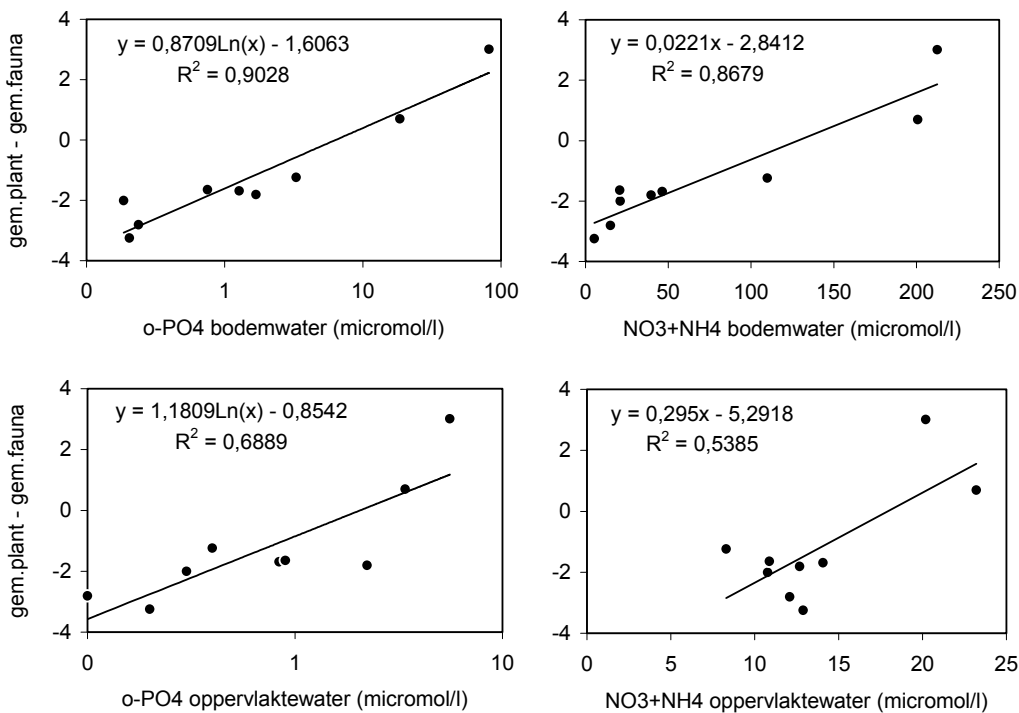 4
2
0
-2
-4
gem.plant - gem.fauna
y = 0,8709Ln(x) - 1,6063
R² = 0,9028
0 1 10 100
o-PO4 bodemwater (micromol/l)
4
2
0
-2
-4
y = 0,0221x - 2,8412
R² = 0,8679
0 50 100 150 200 250
NO3+NH4 bodemwater (micromol/l)
4
2
0
-2
-4
gem.plant - gem.fauna
y = 1,1809Ln(x) - 0,8542
R² = 0,6889
0 1 10
o-PO4 oppervlaktewater (micromol/l)
4
2
0
-2
-4
y = 0,295x - 5,2918
R² = 0,5385
0 5 10 15 20 25
NO3+NH4 oppervlaktewater (micromol/l)